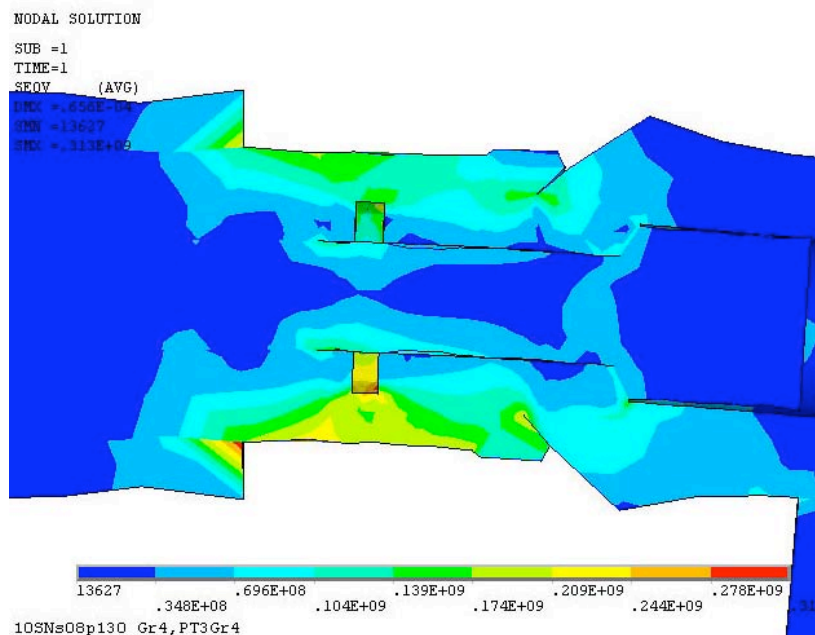 NODAL SOLUTION
SUB =1
TIME=1
SEQV (AVG)
DMX =.656E-04
SMN =13627
SMX =.313E+09
13627 .348E+08 .696E+08 .104E+09 .139E+09 .174E+09 .209E+09 .244E+09 .278E+09
10SNs08p130 Gr4,PT3Gr4